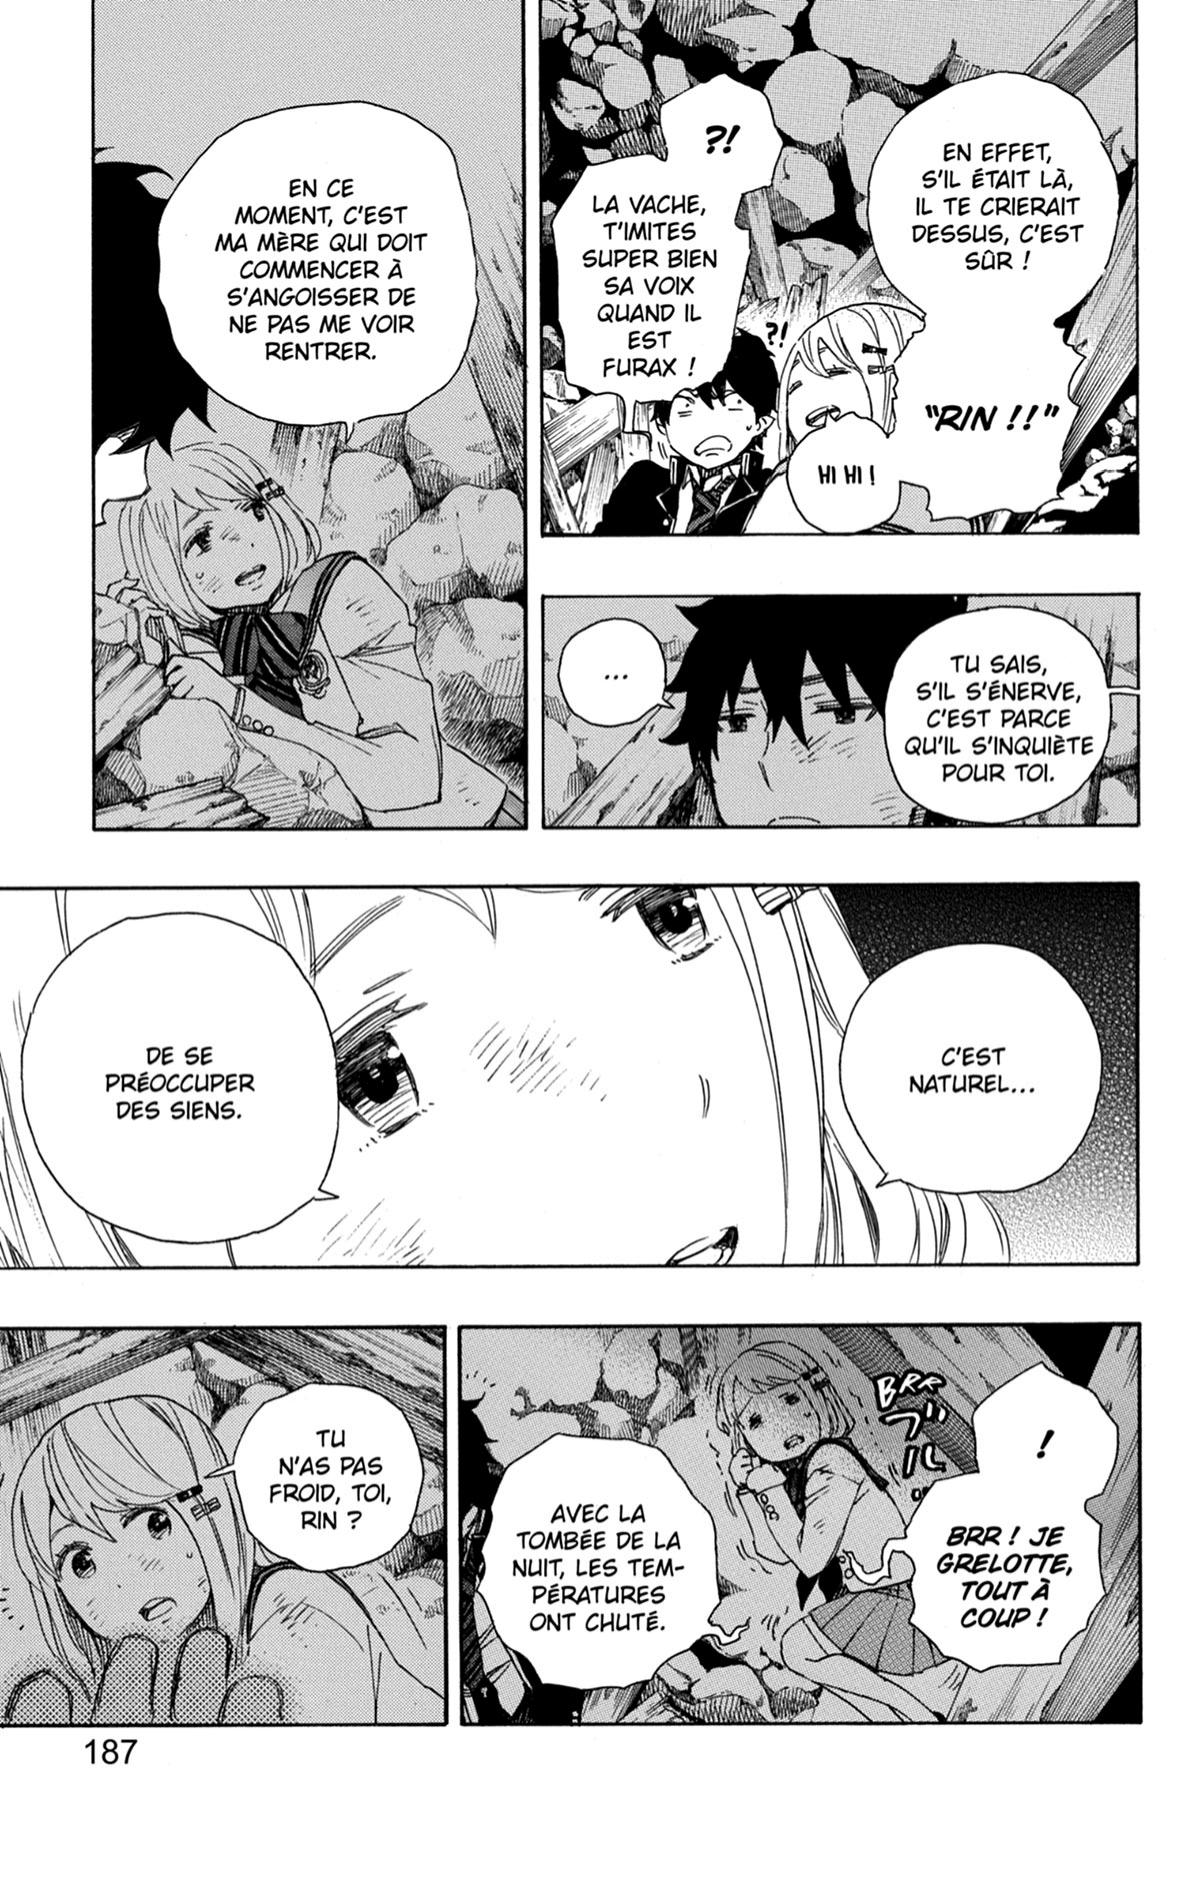 EN EFFET,
S'IL ÉTAIT LÀ,
IL TE CRIERAIT
DESSUS, C'EST
SÛR !
"RIN !!"
HI HI !
?!
?!
LA VACHE,
T'IMITES
SUPER BIEN
SA VOIX
QUAND IL
EST
FURAX !
TU SAIS,
S'IL S'ÉNERVE,
C'EST PARCE
QU'IL S'INQUIÈTE
POUR TOI.
...
EN CE
MOMENT, C'EST
MA MÈRE QUI DOIT
COMMENCER À
S'ANGOISSER DE
NE PAS ME VOIR
RENTRER.
C'EST
NATUREL...
DE SE
PRÉOCCUPER
DES SIENS.
!
BRR ! JE
GRELOTTE,
TOUT À
COUP !
BRR
ブル
AVEC LA
TOMBÉE DE LA
NUIT, LES TEM-
PÉRATURES
ONT CHUTÉ.
TU
N'AS PAS
FROID, TOI,
RIN ?
187